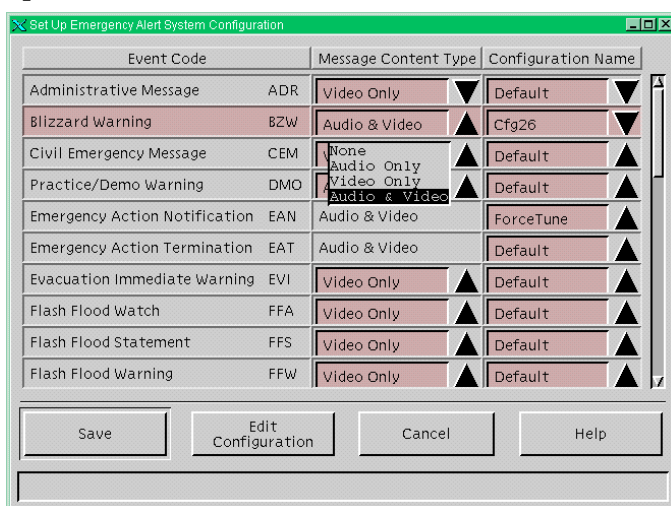 Set Up Emergency Alert System Configuration
Event Code Message Content Type Configuration Name
Administrative Message ADR Video Only Default
Blizzard Warning BZW Audio & Video Cfg26
Civil Emergency Message CEM Default
None
Audio Only
Video Only
Audio & Video
Practice/Demo Warning DMO Default
Emergency Action Notification EAN Audio & Video ForceTune
Emergency Action Termination EAT Audio & Video Default
Evacuation Immediate Warning EVI Video Only Default
Flash Flood Watch FFA Video Only Default
Flash Flood Statement FFS Video Only Default
Flash Flood Warning FFW Video Only Default
Save
Edit
Configuration
Cancel
Help